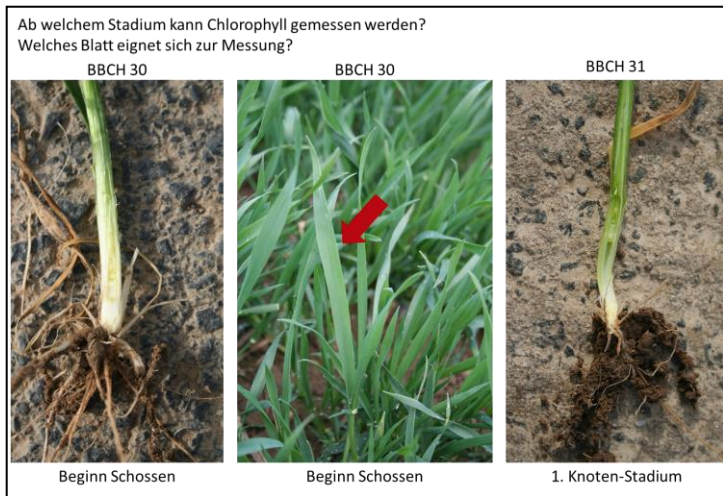 Ab welchem Stadium kann Chlorophyll gemessen werden?
Welches Blatt eignet sich zur Messung?
BBCH 30
BBCH 30
BBCH 31
Beginn Schossen
Beginn Schossen
1. Knoten-Stadium